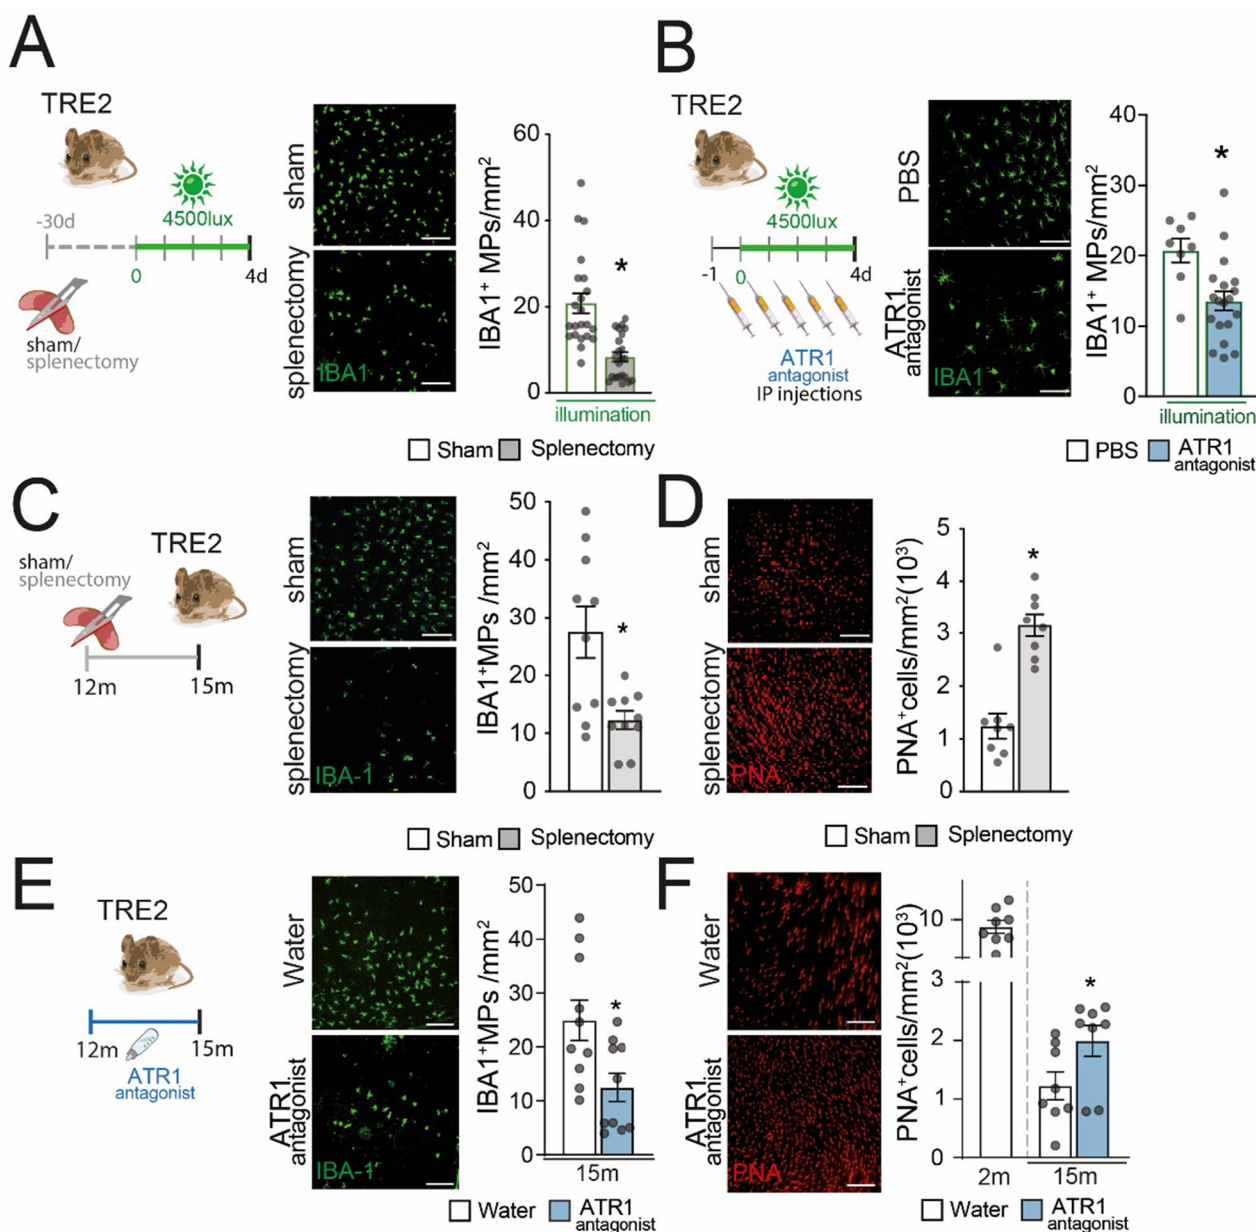 A
TRE2
4500lux
-30d
0
4d
sham/
splenectomy
sham
splenectomy
IBA1
IBA1+ MPs/mm2
60
40
20
0
*
illumination
Sham Splenectomy
B
TRE2
4500lux
-1
0
4d
ATR1
antagonist
IP injections
PBS
ATR1
antagonist
IBA1
IBA1+ MPs/mm2
40
30
20
10
0
*
illumination
PBS ATR1
antagonist
C
sham/
splenectomy
TRE2
12m 15m
sham
splenectomy
IBA-1
IBA1+MPs /mm2
50
40
30
20
10
0
*
Sham Splenectomy
D
sham
splenectomy
PNA
PNA+cells/mm2(103)
5
4
3
2
1
0
*
Sham Splenectomy
E
TRE2
12m 15m
ATR1
antagonist
Water
ATR1
antagonist
IBA-1
IBA1+MPs /mm2
50
40
30
20
10
0
*
15m
Water ATR1
antagonist
F
Water
ATR1
antagonist
PNA
PNA+cells/mm2(103)
10
3
2
1
0
*
2m 15m
Water ATR1
antagonist